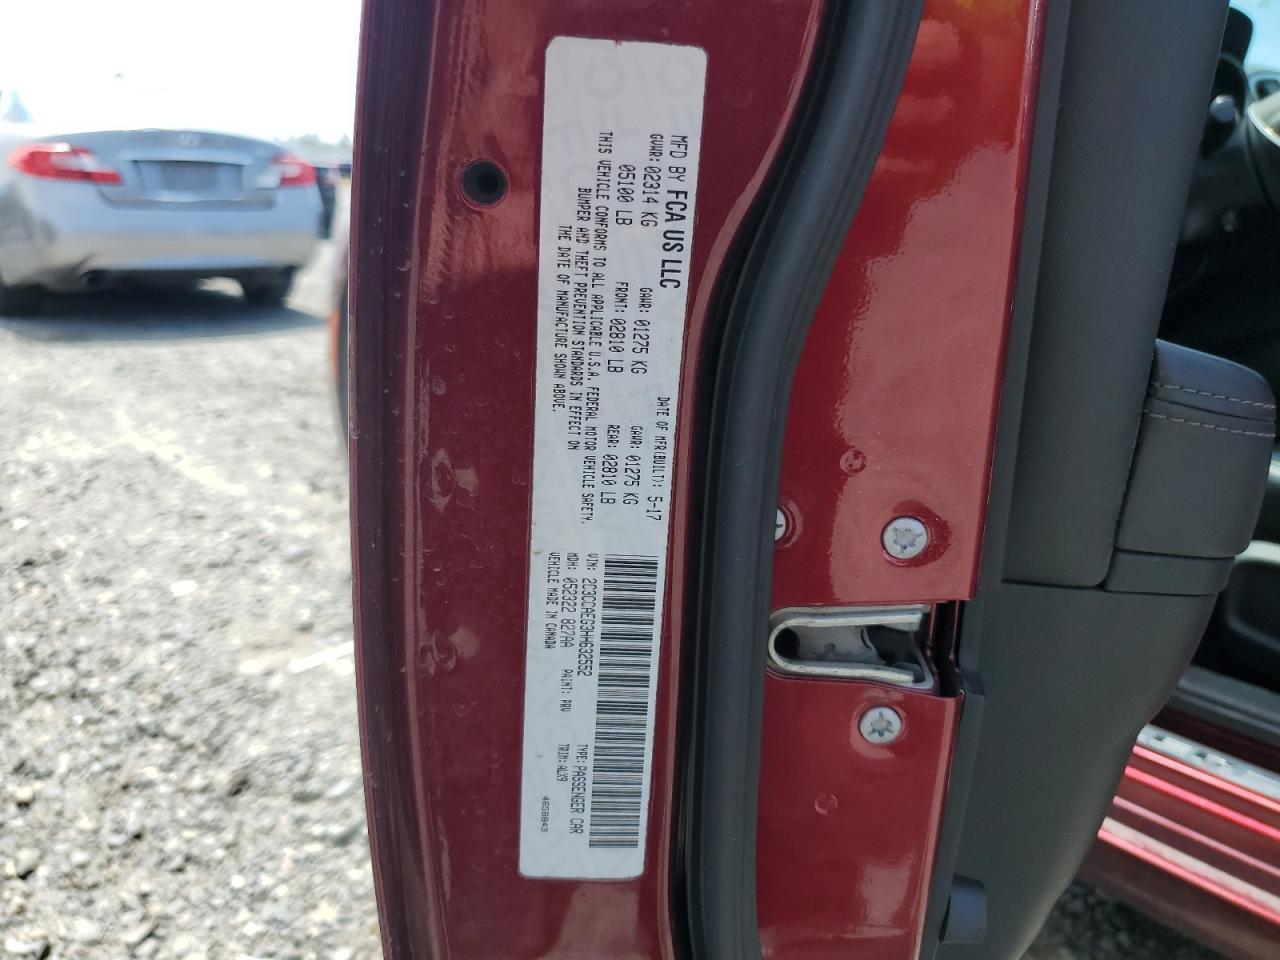 MFD BY FCA US LLC
DATE OF MFR(BUILT): 5-17
GVWR: 02314 KG
GAWR: 01275 KG
GAWR: 01275 KG
05100 LB
FRONT: 02810 LB
REAR: 02810 LB
THIS VEHICLE CONFORMS TO ALL APPLICABLE U.S.A. FEDERAL MOTOR VEHICLE SAFETY,
BUMPER AND THEFT PREVENTION STANDARDS IN EFFECT ON
THE DATE OF MANUFACTURE SHOWN ABOVE.
VIN: 2C3CCAEG3HH632552
TYPE: PASSENGER CAR
MDH: 052322 827AA
PAINT: PRV
TRIM: ALX9
VEHICLE MADE IN CANADA
4658843